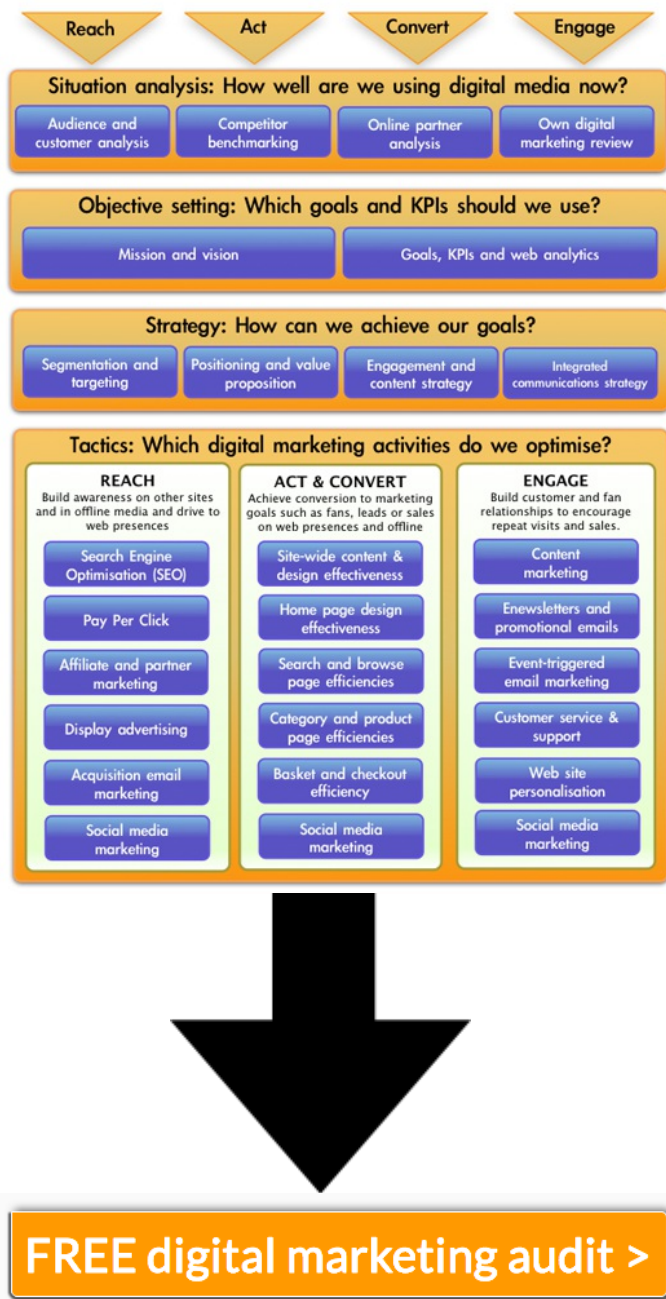 Reach
Act
Convert
Engage
Situation analysis: How well are we using digital media now?
Audience and
customer analysis
Competitor
benchmarking
Online partner
analysis
Own digital
marketing review
Objective setting: Which goals and KPIs should we use?
Mission and vision
Goals, KPIs and web analytics
Strategy: How can we achieve our goals?
Segmentation and
targeting
Positioning and value
proposition
Engagement and
content strategy
Integrated
communications strategy
Tactics: Which digital marketing activities do we optimise?
REACH
Build awareness on other sites
and in offline media and drive to
web presences
Search Engine
Optimisation (SEO)
Pay Per Click
Affiliate and partner
marketing
Display advertising
Acquisition email
marketing
Social media
marketing
ACT & CONVERT
Achieve conversion to marketing
goals such as fans, leads or sales
on web presences and offline
Site-wide content &
design effectiveness
Home page design
effectiveness
Search and browse
page efficiencies
Category and product
page efficiencies
Basket and checkout
efficiency
Social media
marketing
ENGAGE
Build customer and fan
relationships to encourage
repeat visits and sales.
Content
marketing
Enewsletters and
promotional emails
Event-triggered
email marketing
Customer service &
support
Web site
personalisation
Social media
marketing
FREE digital marketing audit >